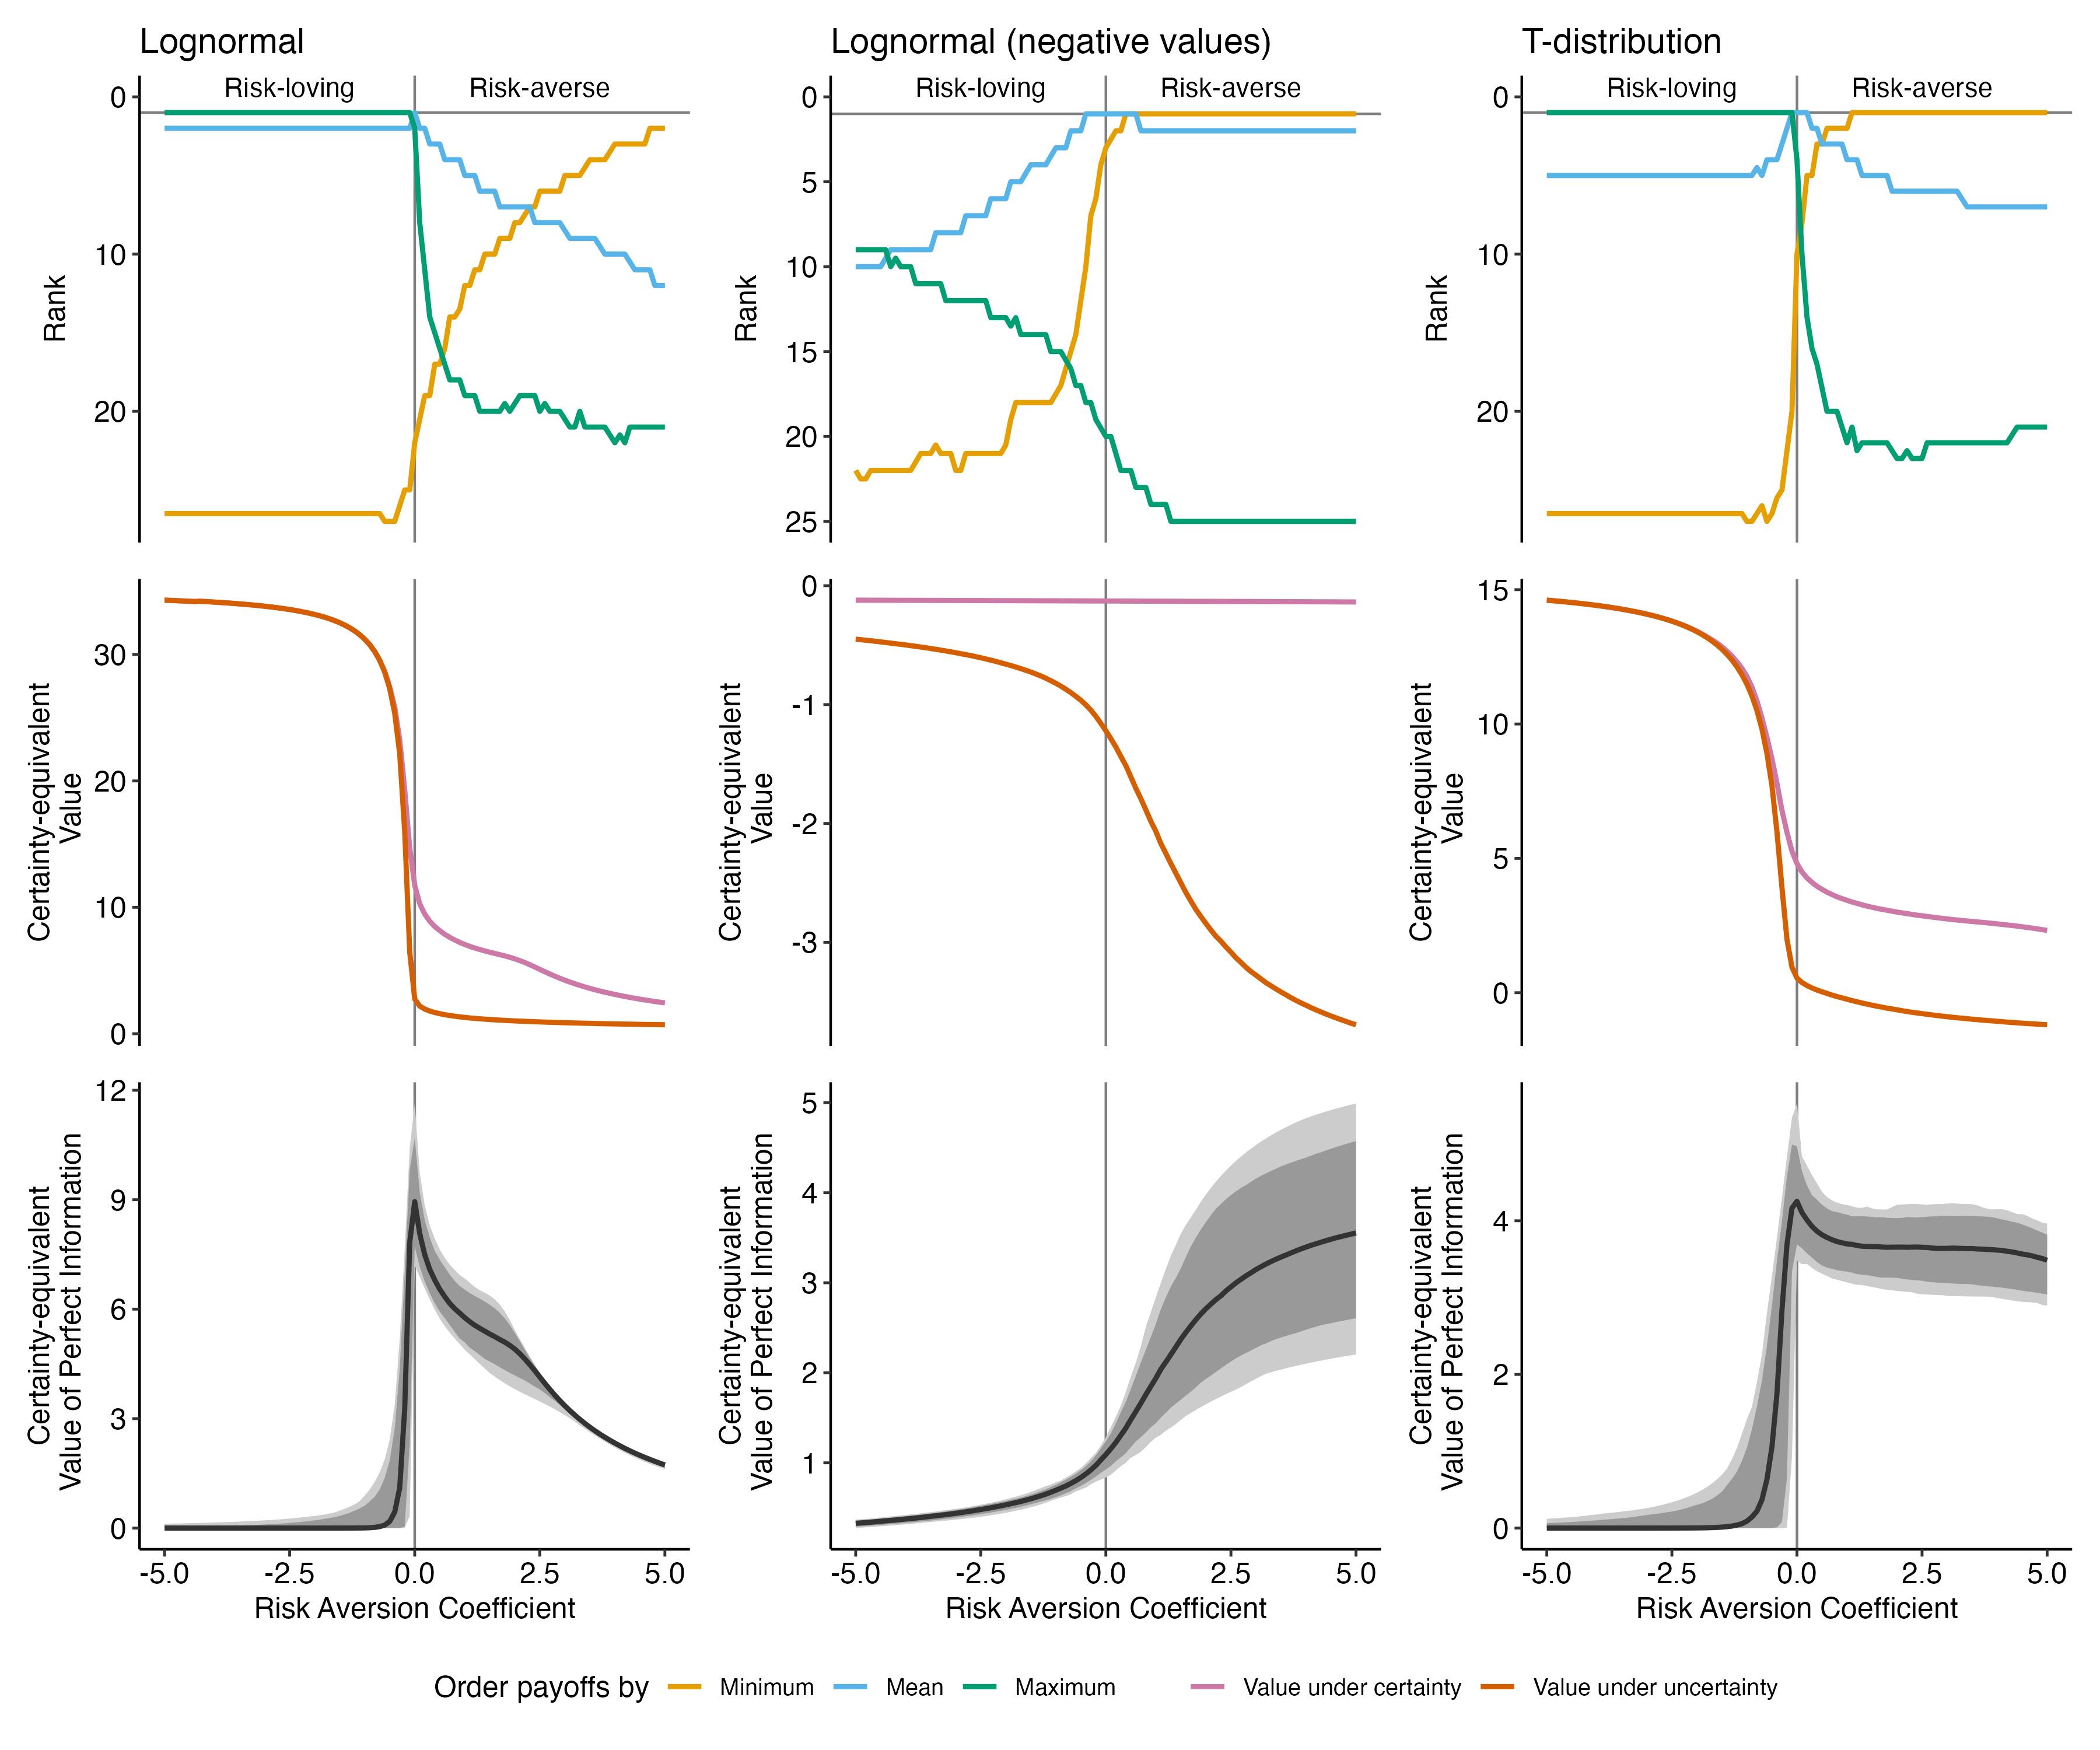 Lognormal
Lognormal (negative values)
T-distribution
Risk-loving
Risk-averse
Risk-loving
Risk-averse
Risk-loving
Risk-averse
Rank
0
10
20
Rank
0
5
10
15
20
25
Rank
0
10
20
Certainty-equivalent
Value
30
20
10
0
Certainty-equivalent
Value
0
-1
-2
-3
Certainty-equivalent
Value
15
10
5
0
Certainty-equivalent
Value of Perfect Information
12
9
6
3
0
Certainty-equivalent
Value of Perfect Information
5
4
3
2
1
Certainty-equivalent
Value of Perfect Information
4
2
0
-5.0 -2.5 0.0 2.5 5.0
-5.0 -2.5 0.0 2.5 5.0
-5.0 -2.5 0.0 2.5 5.0
Risk Aversion Coefficient
Risk Aversion Coefficient
Risk Aversion Coefficient
Order payoffs by Minimum Mean Maximum Value under certainty Value under uncertainty